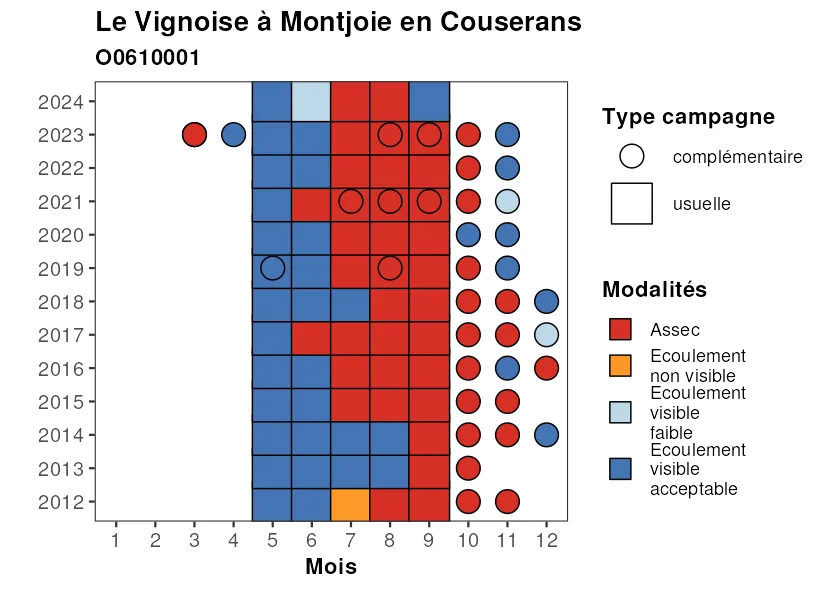 Le Vignoise à Montjoie en Couserans
O0610001
2024
2023
2022
2021
2020
2019
2018
2017
2016
2015
2014
2013
2012
1 2 3 4 5 6 7 8 9 10 11 12
Mois
Type campagne
complémentaire
usuelle
Modalités
Assec
Ecoulement
non visible
Ecoulement
visible
faible
Ecoulement
visible
acceptable